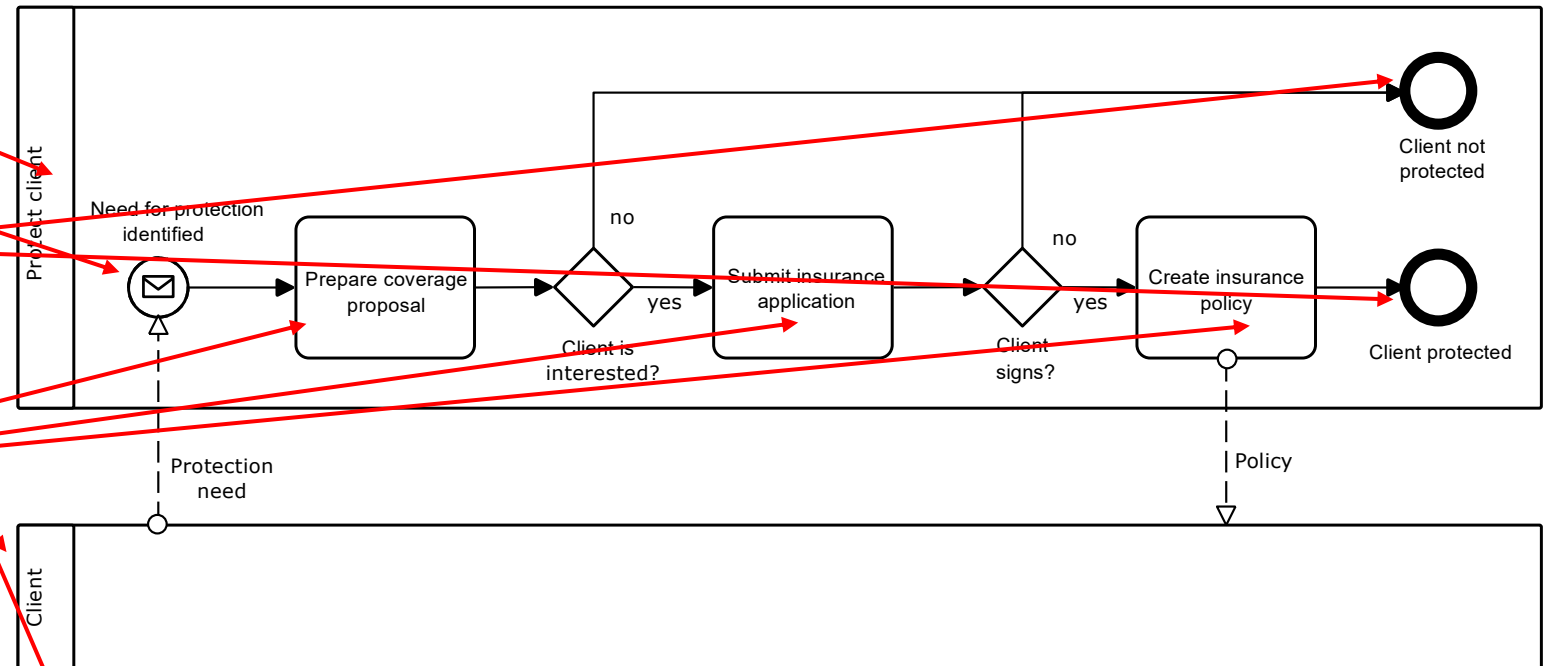 Protect client
Need for protection
identified
Prepare coverage
proposal
no
yes
Client is
interested?
Submit insurance
application
no
yes
Client
signs?
Create insurance
policy
Client not
protected
Client protected
Protection
need
Policy
Client